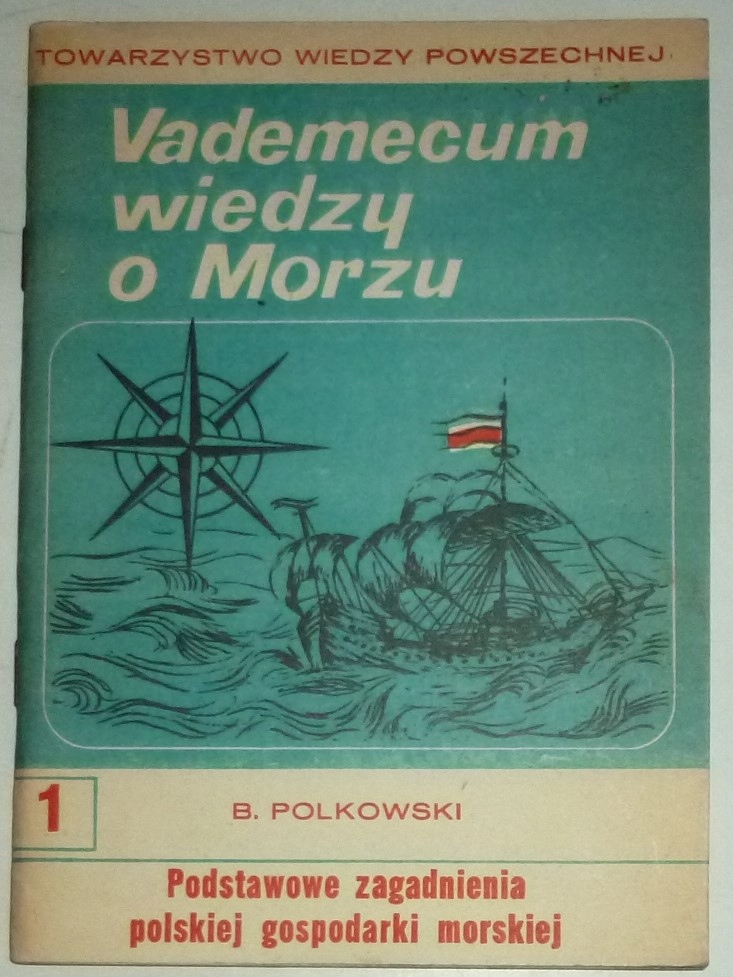 TOWARZYSTWO WIEDZY POWSZECHNEJ
Vademecum
wiedzy
o Morzu
1
B. POLKOWSKI
Podstawowe zagadnienia
polskiej gospodarki morskiej